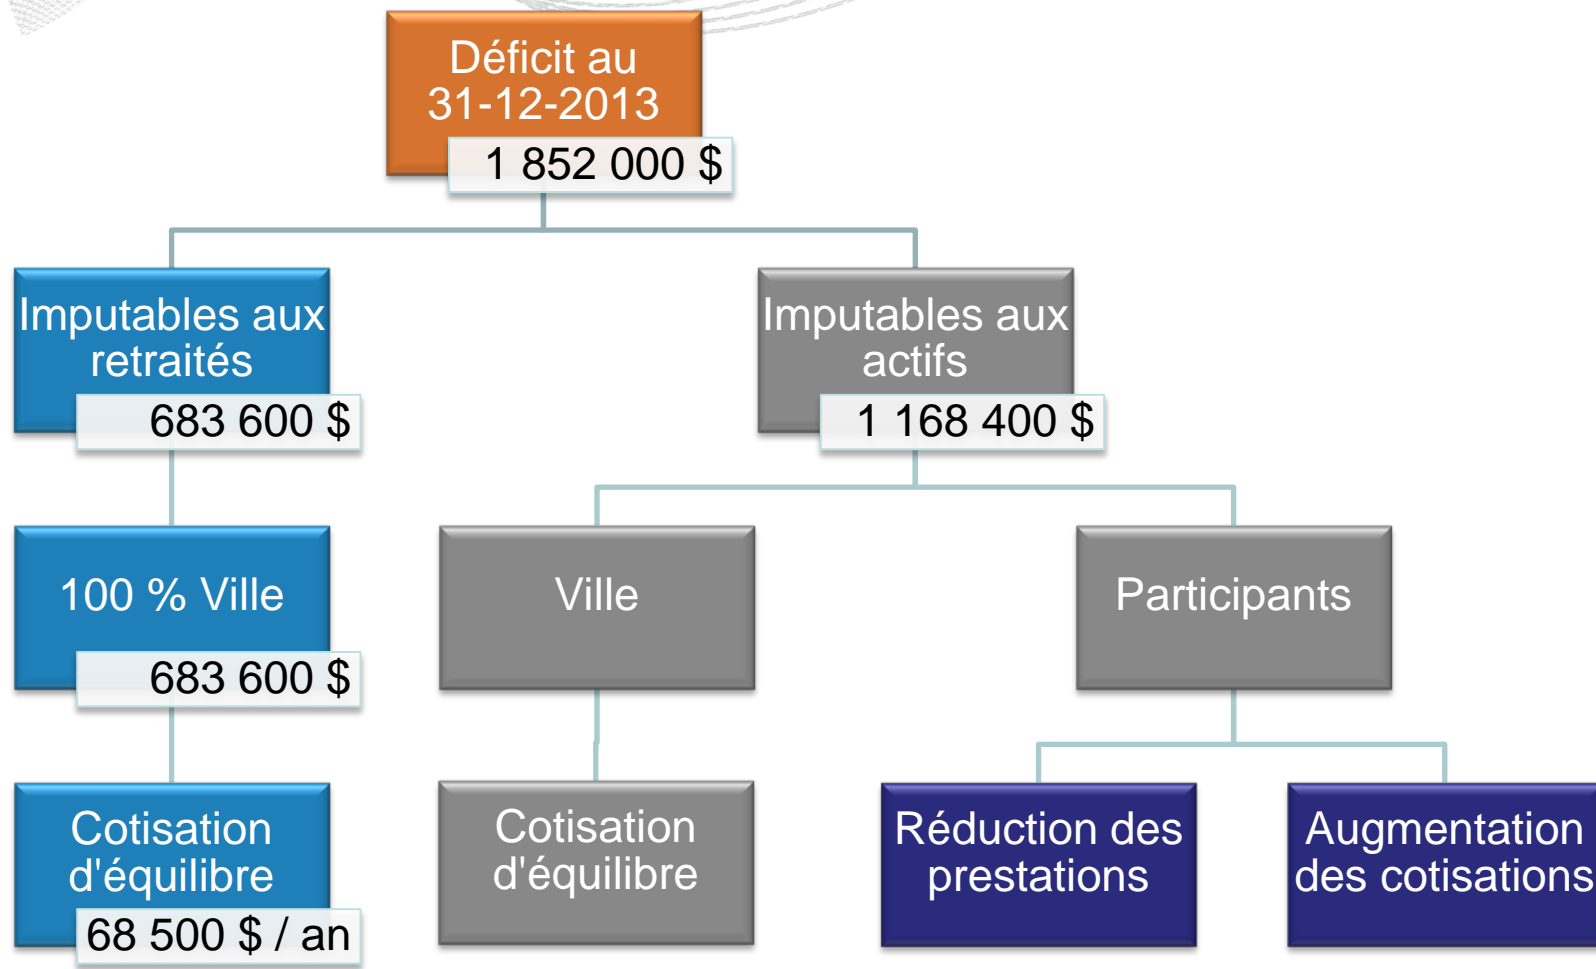 Déficit au
31-12-2013
1 852 000 $
Imputables aux
retraités
683 600 $
Imputables aux
actifs
1 168 400 $
100 % Ville
683 600 $
Ville
Participants
Cotisation
d'équilibre
68 500 $ / an
Cotisation
d'équilibre
Réduction des
prestations
Augmentation
des cotisations